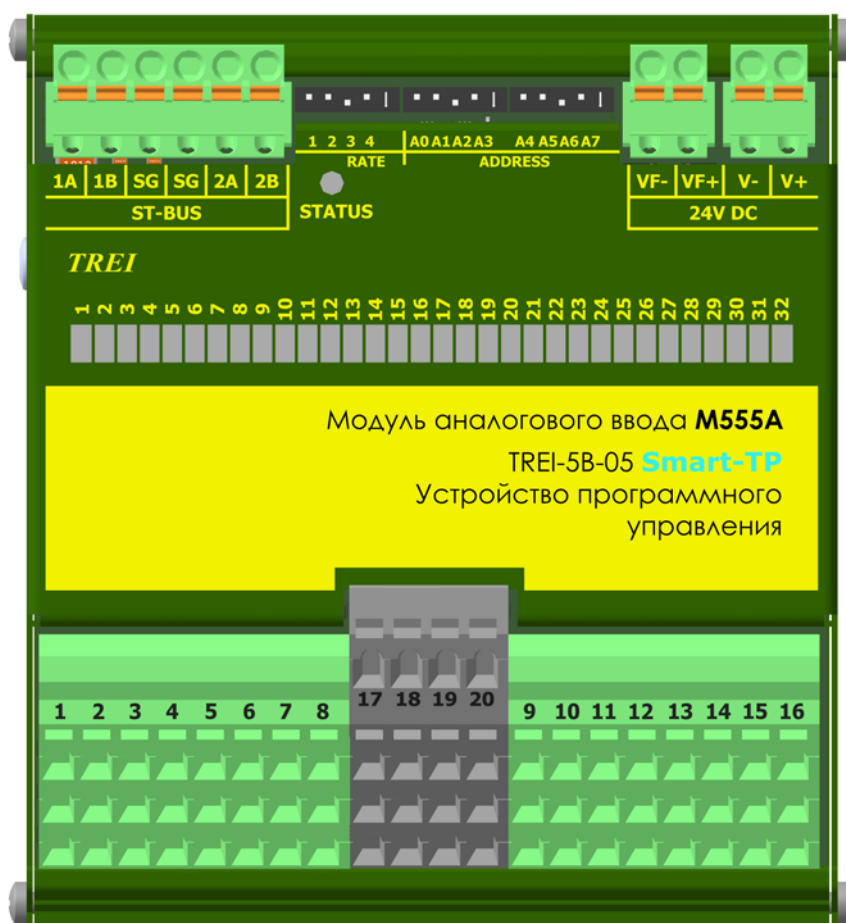 1 2 3 4 A0 A1 A2 A3 A4 A5 A6 A7
RATE ADDRESS
1A 1B SG SG 2A 2B
ST-BUS
STATUS
VF- VF+ V- V+
24V DC
TREI
1 2 3 4 5 6 7 8 9 10 11 12 13 14 15 16 17 18 19 20 21 22 23 24 25 26 27 28 29 30 31 32
Модуль аналогового ввода M555A
TREI-5B-05 Smart-TP
Устройство программного
управления
17 18 19 20
1 2 3 4 5 6 7 8 9 10 11 12 13 14 15 16